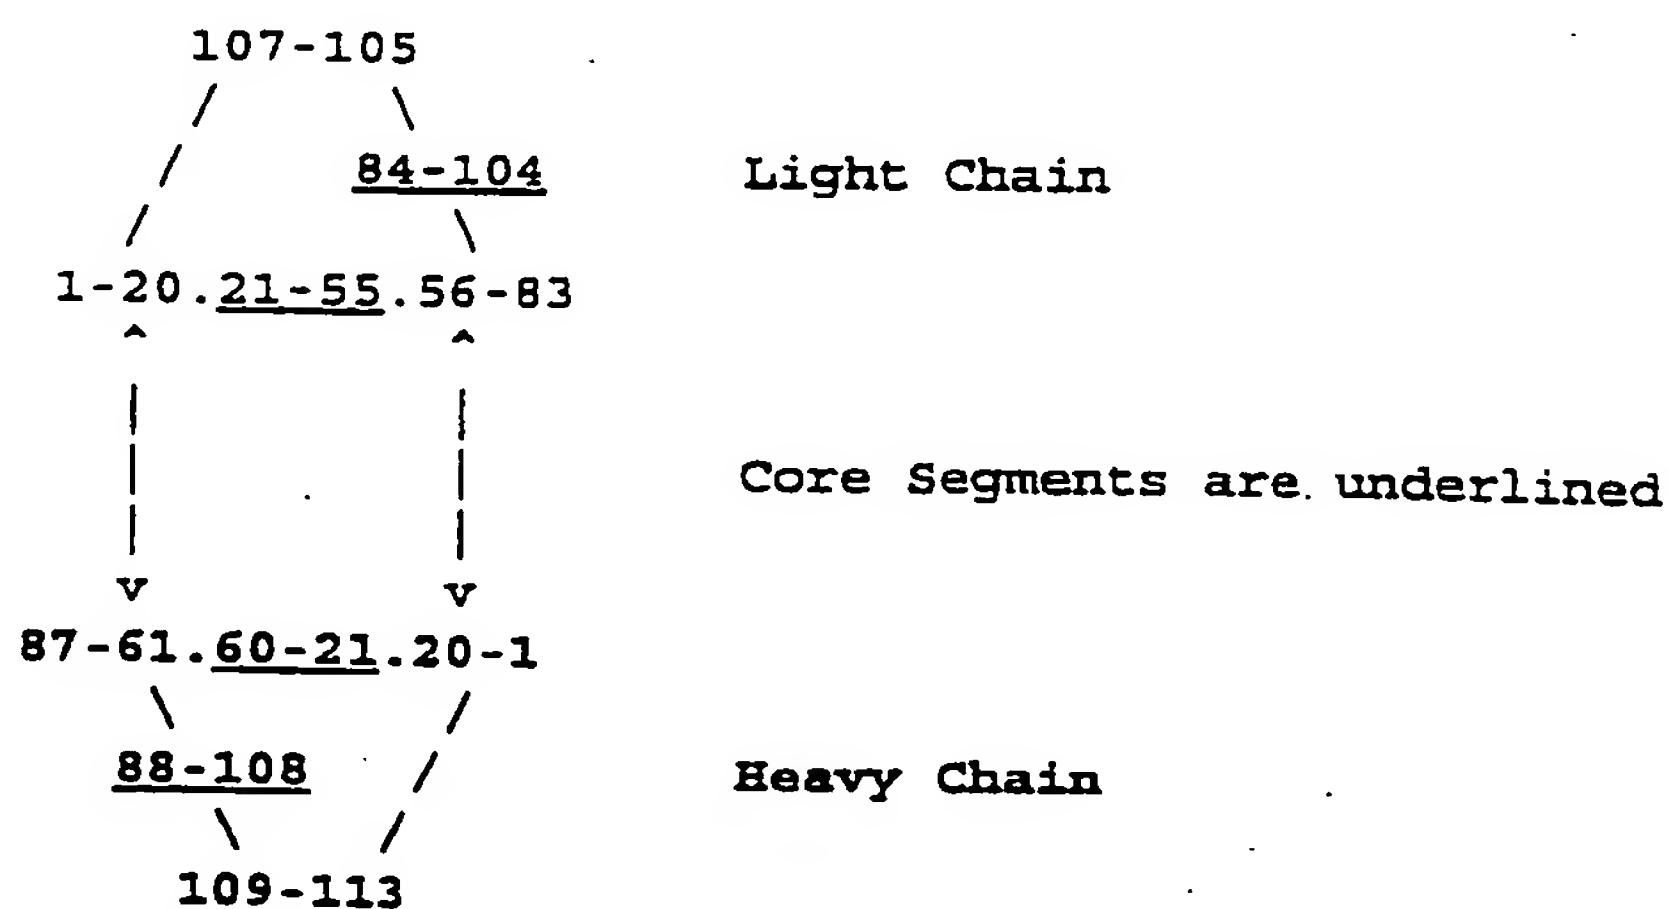 107-105
84-104 Light Chain
1-20.21-55.56-83
Core Segments are underlined
87-61.60-21.20-1
88-108 Heavy Chain
109-113